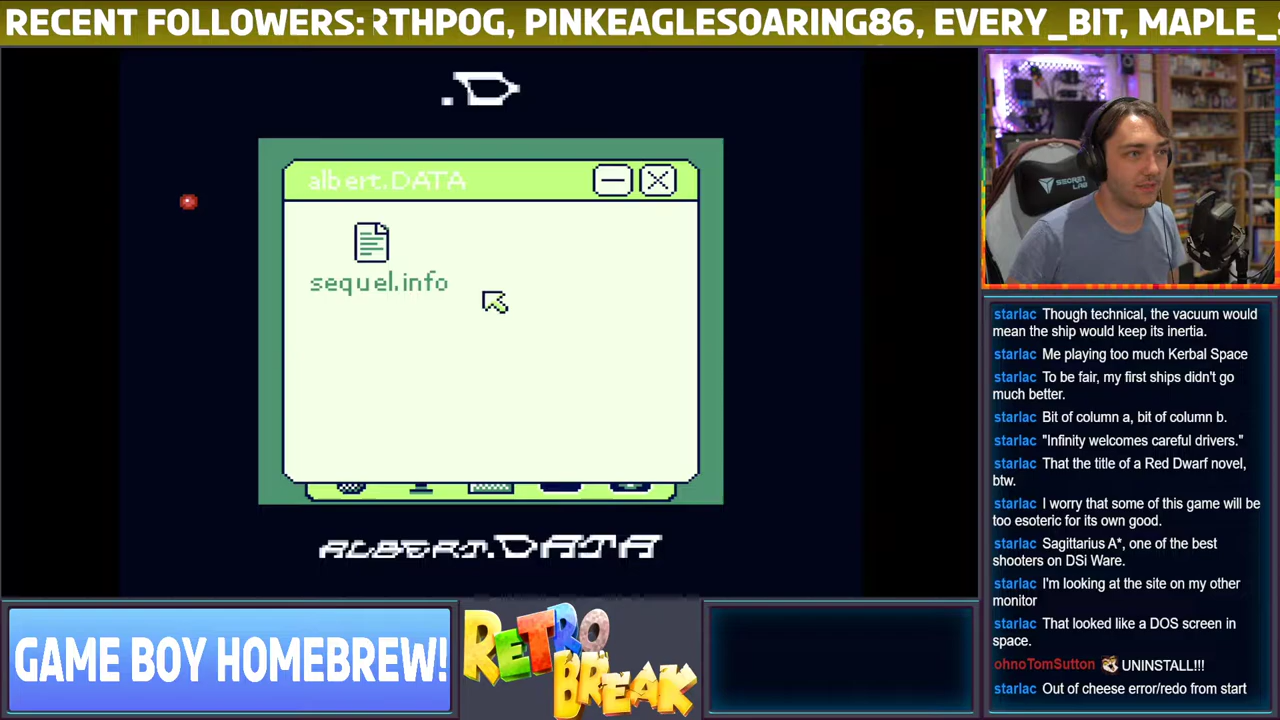 RECENT FOLLOWERS: RTHPOG, PINKEAGLESOARING86, EVERY_BIT, MAPLE_
.D
albert.DATA
sequel.info
ALBERT.DATA
SECRET LAB
starlac Though technical, the vacuum would
mean the ship would keep its inertia.
starlac Me playing too much Kerbal Space
starlac To be fair, my first ships didn't go
much better.
starlac Bit of column a, bit of column b.
starlac "Infinity welcomes careful drivers."
starlac That the title of a Red Dwarf novel,
btw.
starlac I worry that some of this game will be
too esoteric for its own good.
starlac Sagittarius A*, one of the best
shooters on DSi Ware.
starlac I'm looking at the site on my other
monitor
starlac That looked like a DOS screen in
space.
ohnoTomSutton UNINSTALL!!!
starlac Out of cheese error/redo from start
GAME BOY HOMEBREW!
RETRO
BREAK